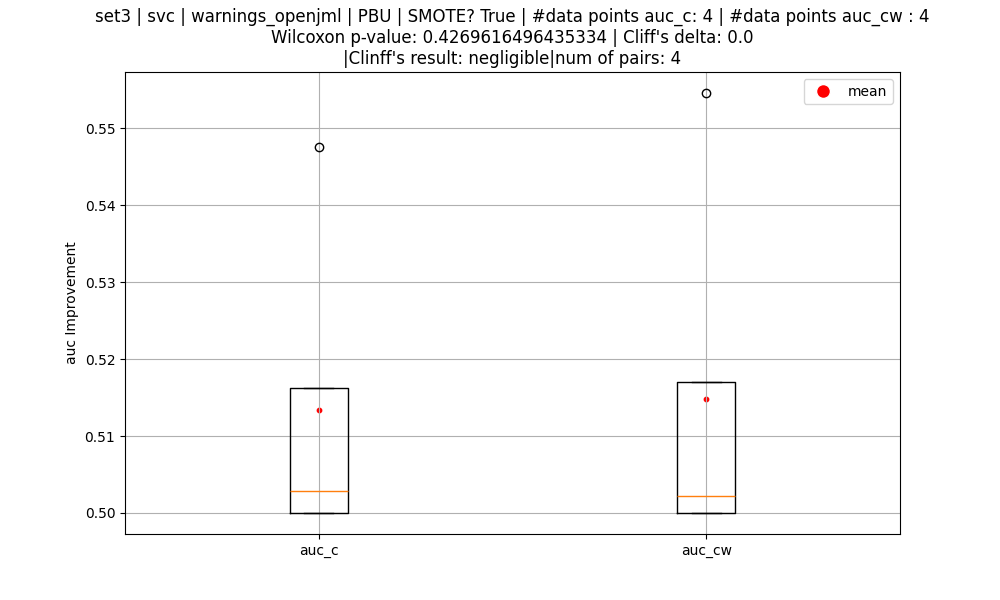 set3 | svc | warnings_openjml | PBU | SMOTE? True | #data points auc_c: 4 | #data points auc_cw : 4
Wilcoxon p-value: 0.4269616496435334 | Cliff's delta: 0.0
|Clinff's result: negligible|num of pairs: 4
mean
0.55
0.54
0.53
0.52
0.51
0.50
auc Improvement
auc_c
auc_cw